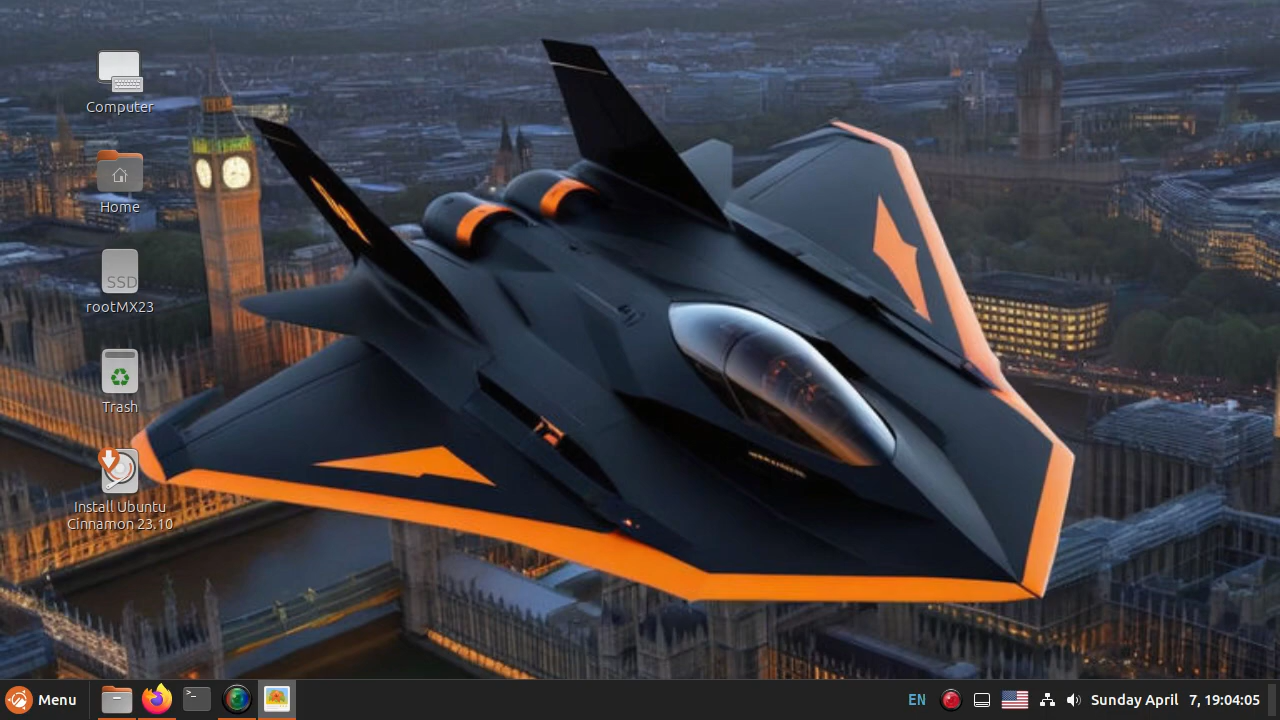 Computer
Home
SSD
rootMX23
Trash
Install Ubuntu
Cinnamon 23.10
Menu
>_
EN
Sunday April  7, 19:04:05